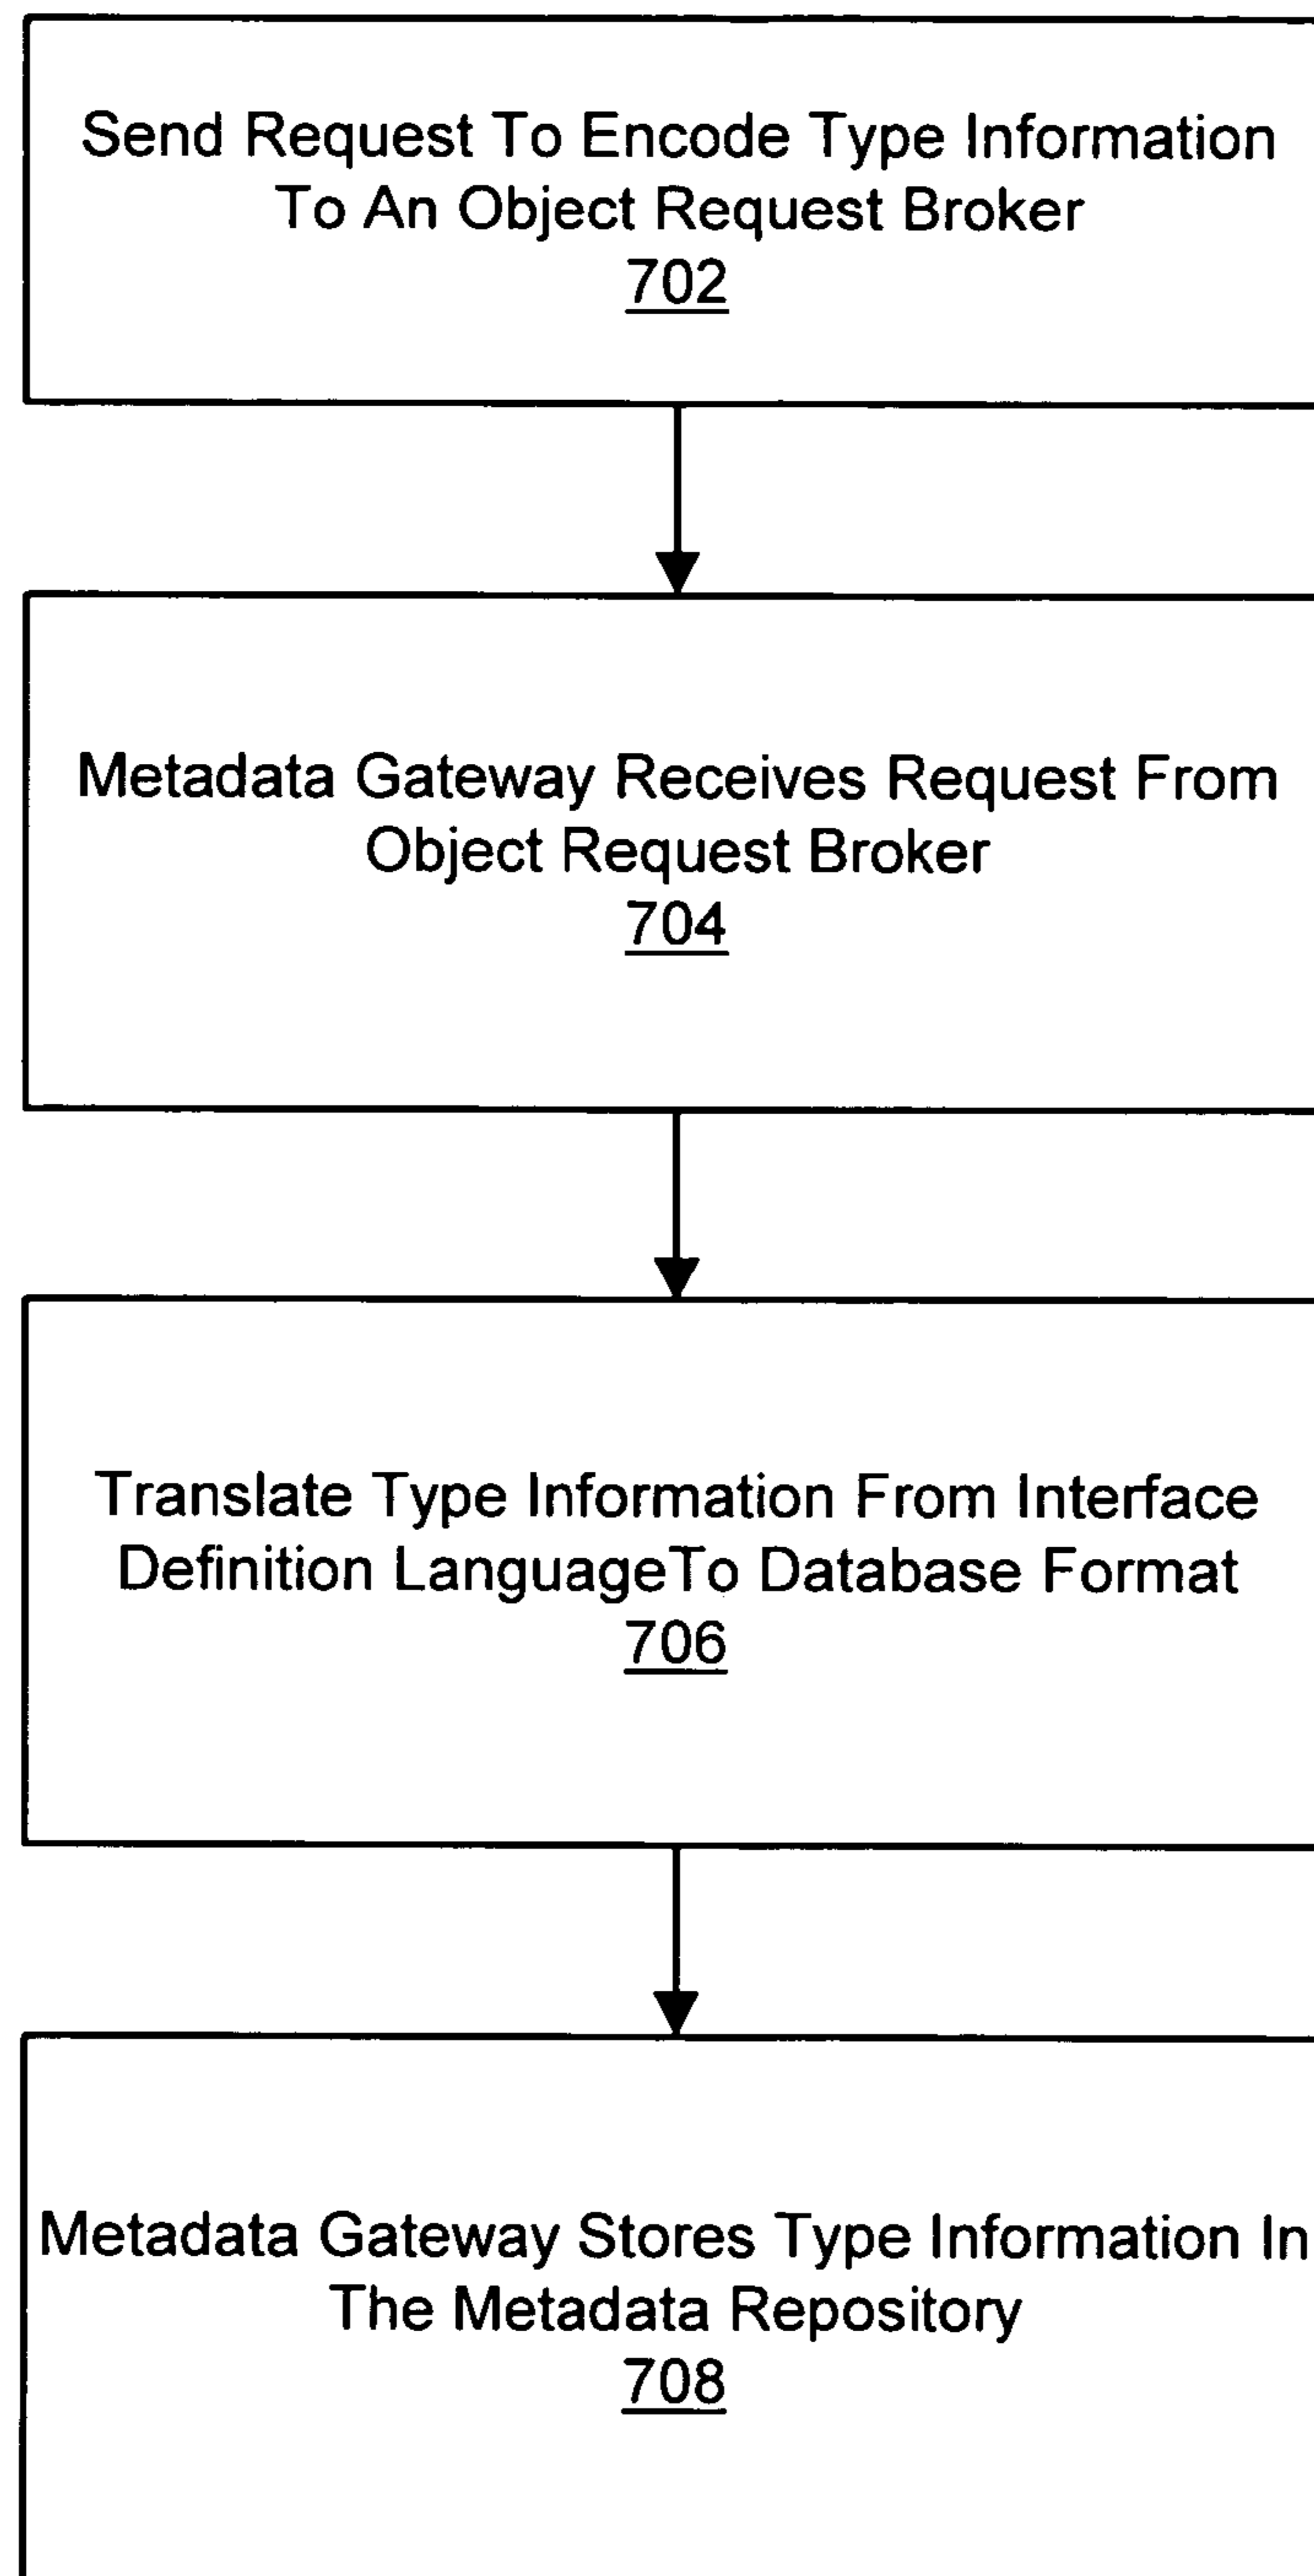 Send Request To Encode Type Information
To An Object Request Broker
702
Metadata Gateway Receives Request From
Object Request Broker
704
Translate Type Information From Interface
Definition LanguageTo Database Format
706
Metadata Gateway Stores Type Information In
The Metadata Repository
708